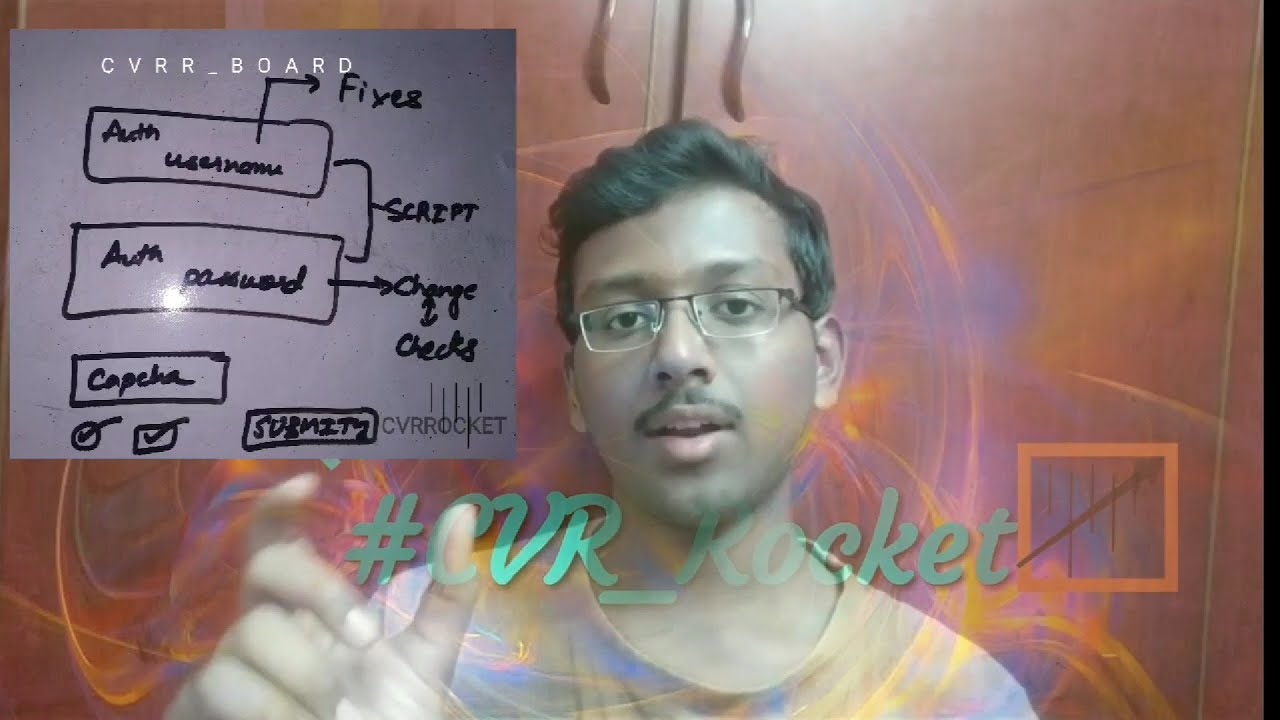 CVRR_BOARD
Fixes
Auth
username
SCRIPT
Auth
password
Change
Checks
Capcha
SUBMIT
CVRROCKET
#CVR_Rocket